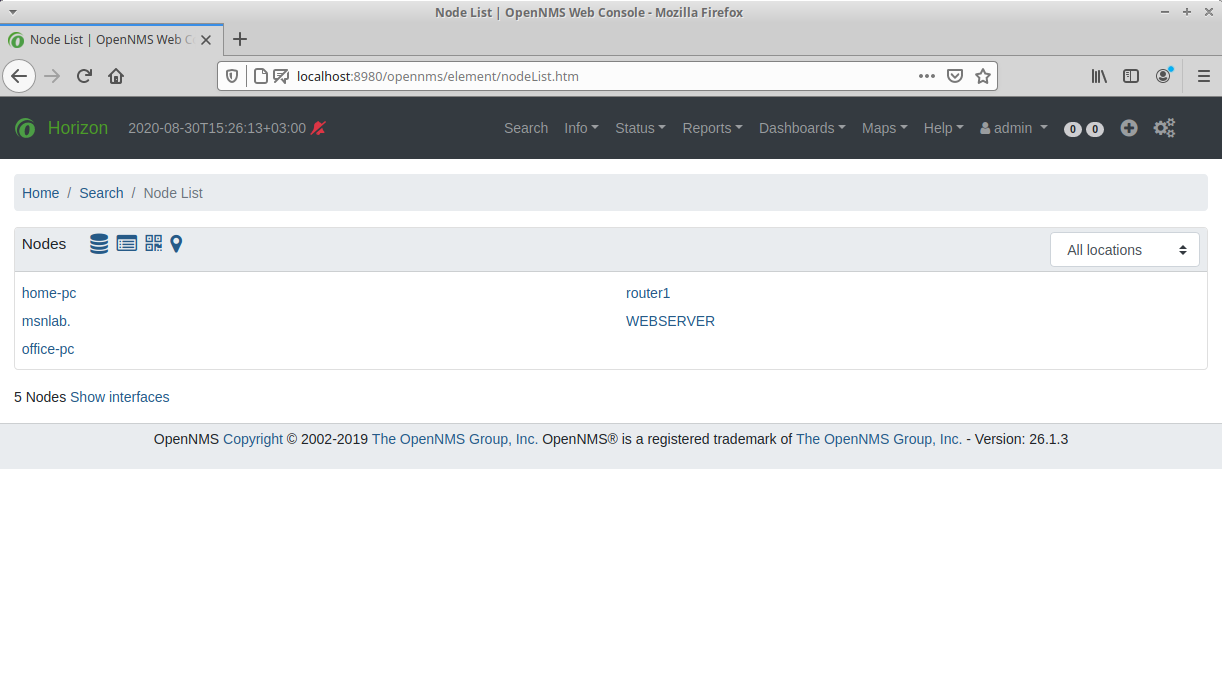 Node List | OpenNMS Web Console - Mozilla Firefox
Node List | OpenNMS Web C
localhost:8980/opennms/element/nodeList.htm
Horizon 2020-08-30T15:26:13+03:00 Search Info Status Reports Dashboards Maps Help admin 0 0
Home / Search / Node List
Nodes All locations
home-pc router1
msnlab. WEBSERVER
office-pc
5 Nodes Show interfaces
OpenNMS Copyright © 2002-2019 The OpenNMS Group, Inc. OpenNMS® is a registered trademark of The OpenNMS Group, Inc. - Version: 26.1.3